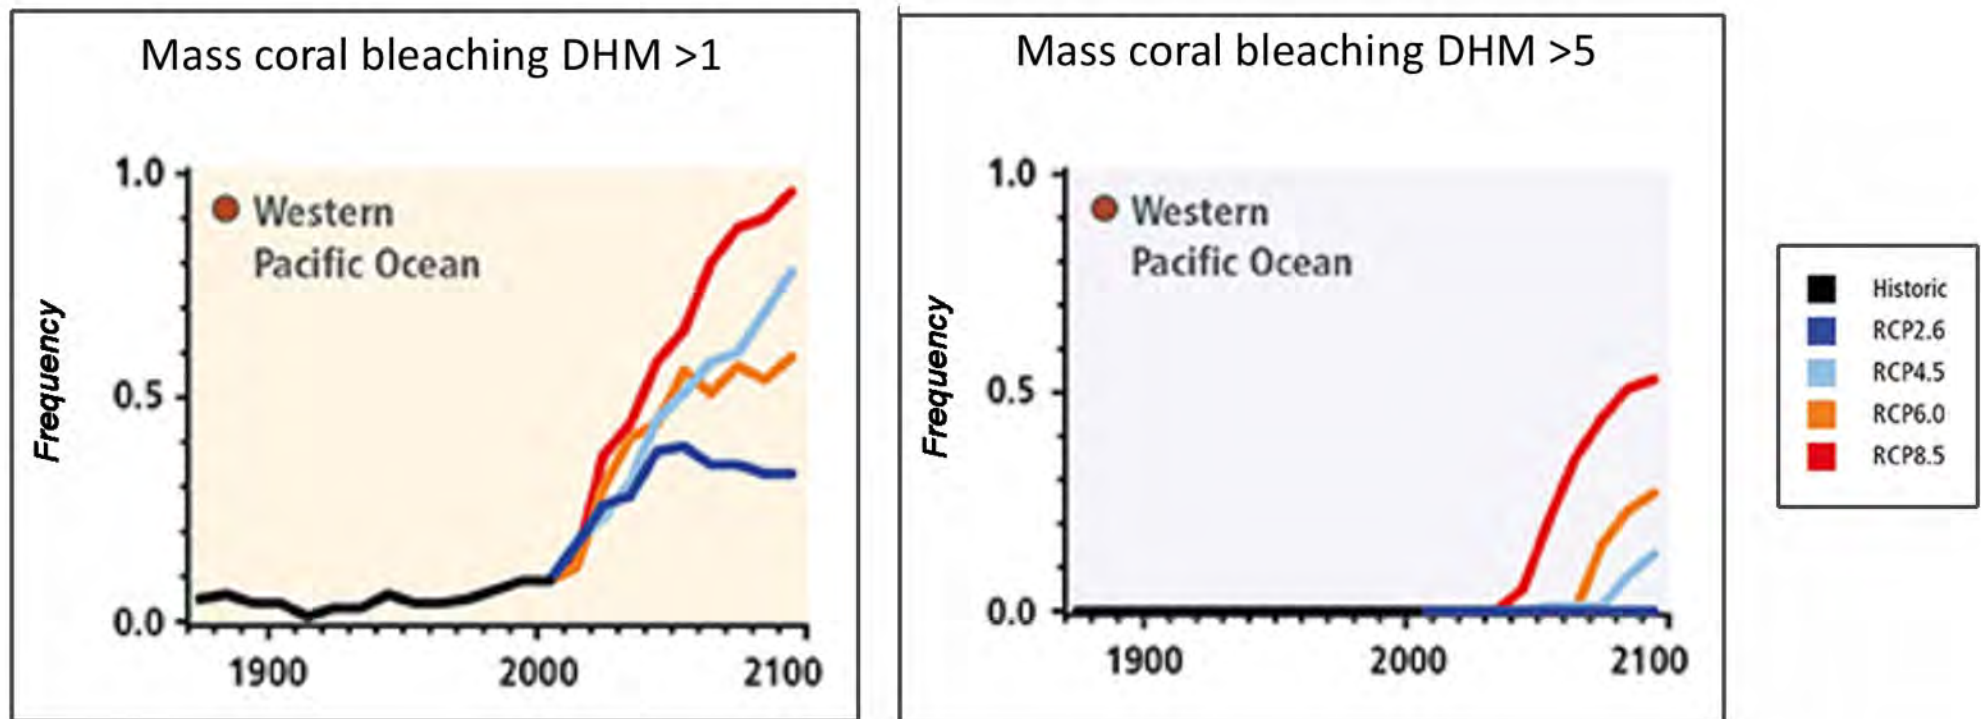 Mass coral bleaching DHM >1
1.0
Western
Pacific Ocean
0.5
0.0
Frequency
1900 2000 2100
Mass coral bleaching DHM >5
1.0
Western
Pacific Ocean
0.5
0.0
Frequency
1900 2000 2100
Historic
RCP2.6
RCP4.5
RCP6.0
RCP8.5